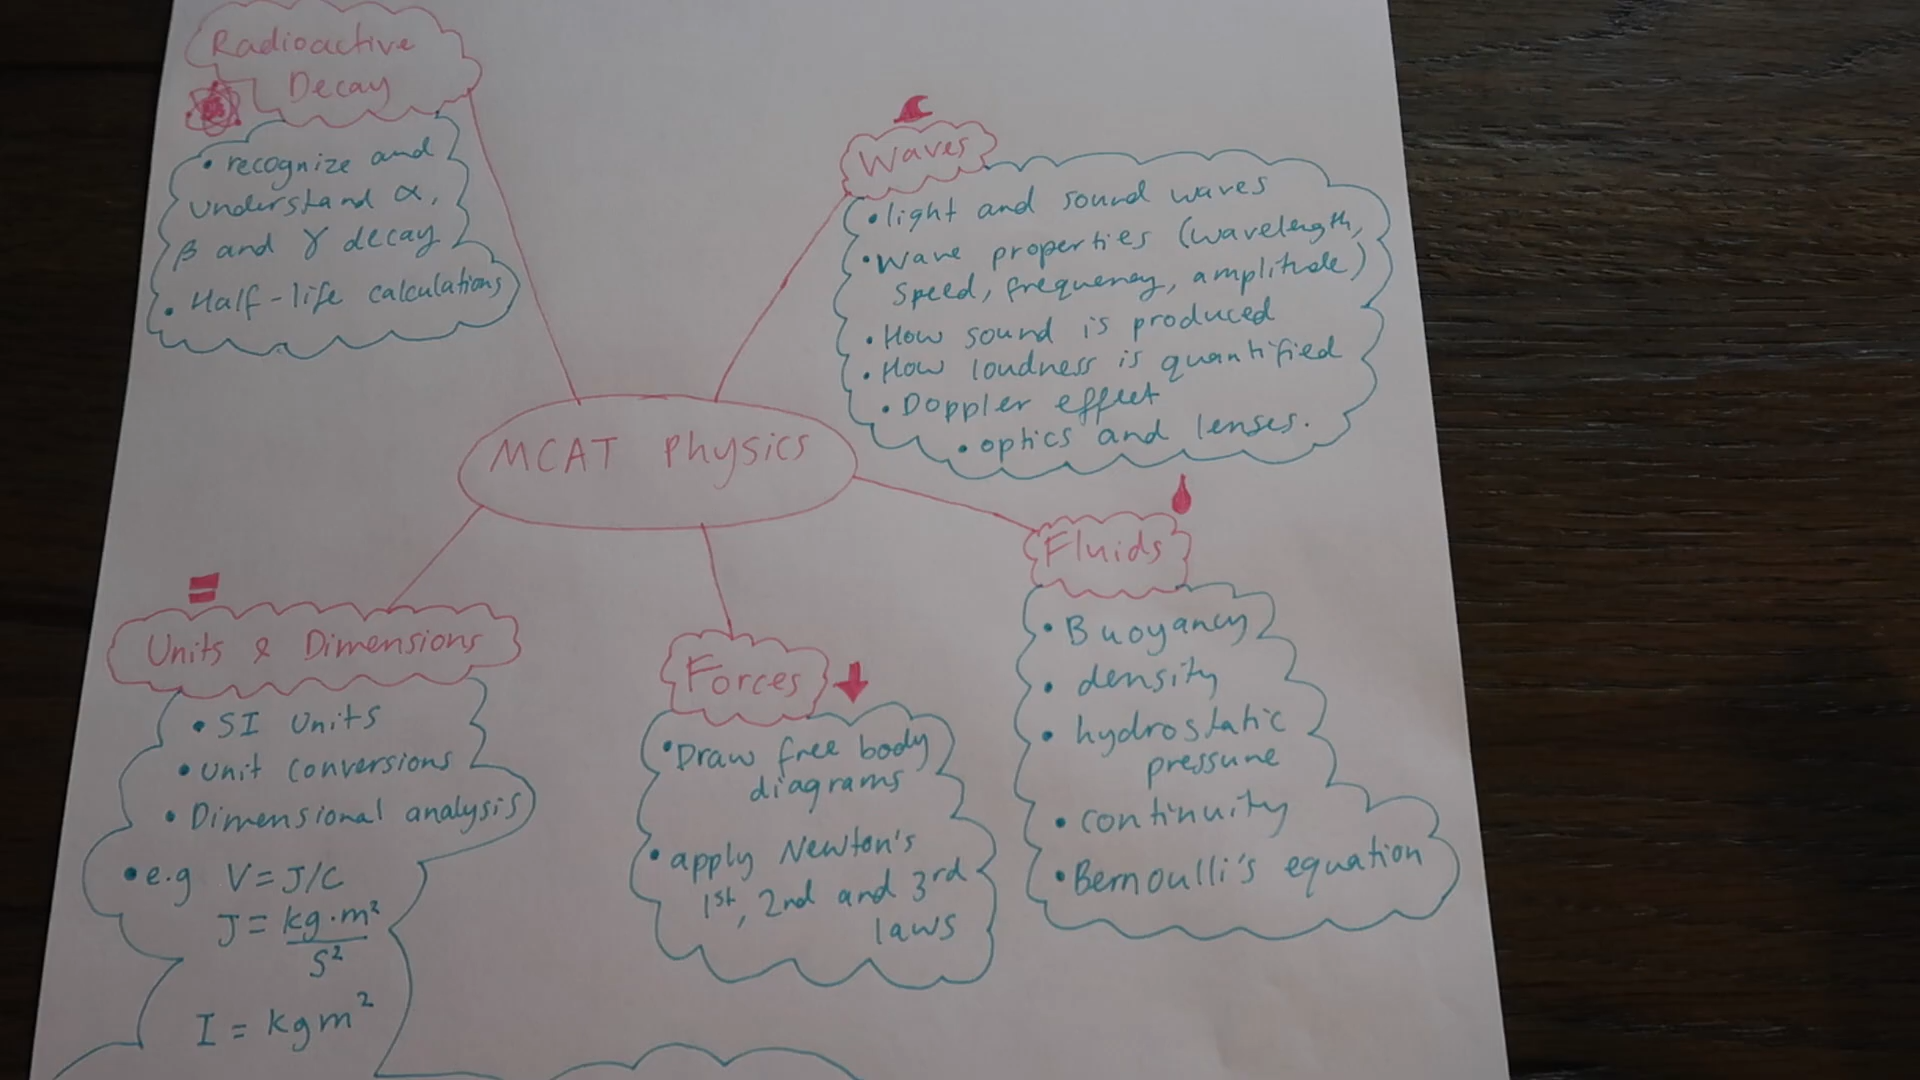 Radioactive
Decay
• recognize and
understand α,
β and γ decay
• Half-life calculations
Waves
• light and sound waves
• Wave properties (wavelength,
speed, frequency, amplitude)
• How sound is produced
• How loudness is quantified
• Doppler effect
• optics and lenses.
MCAT Physics
Fluids
• Buoyancy
• density
• hydrostatic
pressure
• continuity
• Bernoulli's equation
Units & Dimensions
• SI Units
• Unit conversions
• Dimensional analysis
• e.g V = J/C
J = kg·m²
s²
I = kgm²
Forces
• Draw free body
diagrams
• apply Newton's
1st, 2nd and 3rd
laws